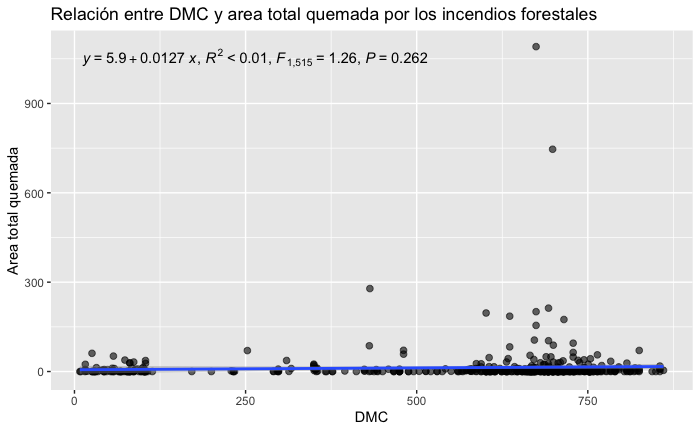 Relación entre DMC y area total quemada por los incendios forestales
y = 5.9 + 0.0127 x, R² < 0.01, F₁,₅₁₅ = 1.26, P = 0.262
Area total quemada
900
600
300
0
0 250 500 750
DMC